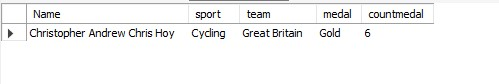 Name sport team medal countmedal
Christopher Andrew Chris Hoy Cycling Great Britain Gold 6